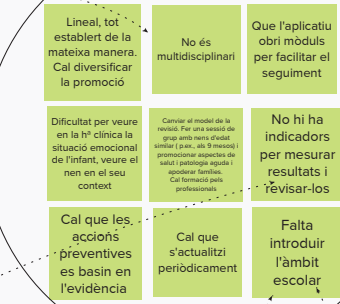 Lineal, tot
establert de la
mateixa manera.
Cal diversificar
la promoció
No és
multidisciplinari
Que l'aplicatiu
obri mòduls
per facilitar el
seguiment
Dificultat per veure
en la hª clínica la
situació emocional
de l'infant, veure el
nen en el seu
context
Canviar el model de la
revisió. Fer una sessió de
grup amb nens d'edat
similar ( p.ex, als 9 mesos) i
promocionar aspectes de
salut i patologia aguda i
apoderar famílies.
Cal formació pels
professionals
No hi ha
indicadors
per mesurar
resultats i
revisar-los
Cal que les
accions
preventives
es basin en
l'evidència
Cal que
s'actualitzi
periòdicament
Falta
introduir
l'àmbit
escolar